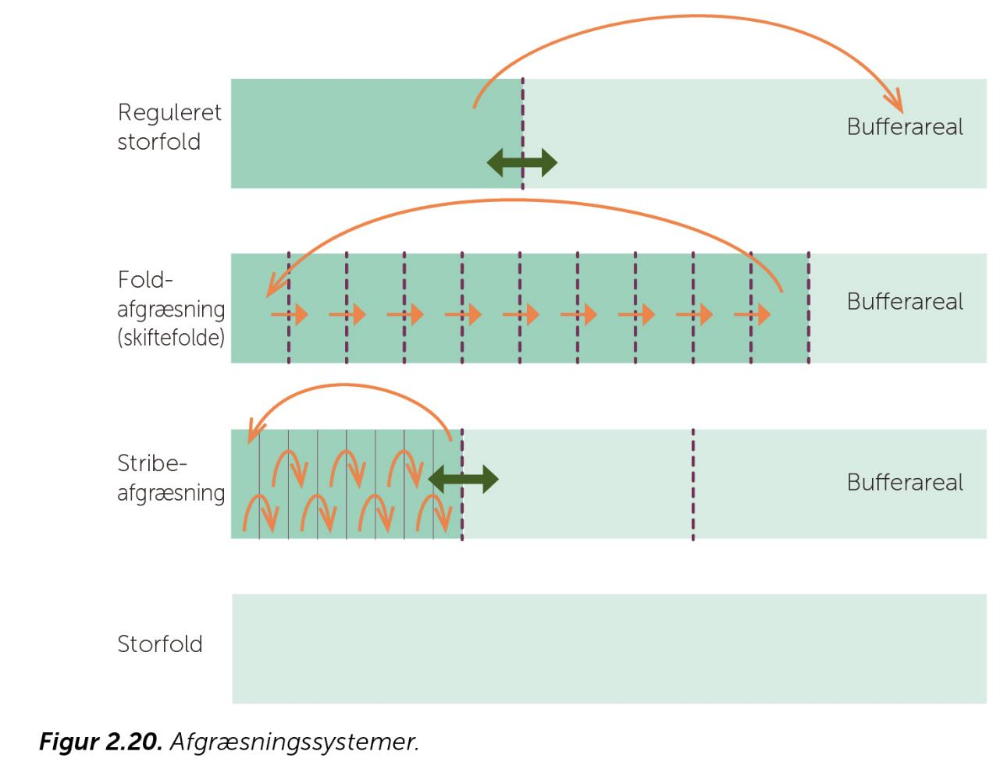 Reguleret
storfold
Bufferareal
Fold-
afgræsning
(skiftefolde)
Bufferareal
Stribe-
afgræsning
Bufferareal
Storfold
Figur 2.20. Afgræsningssystemer.